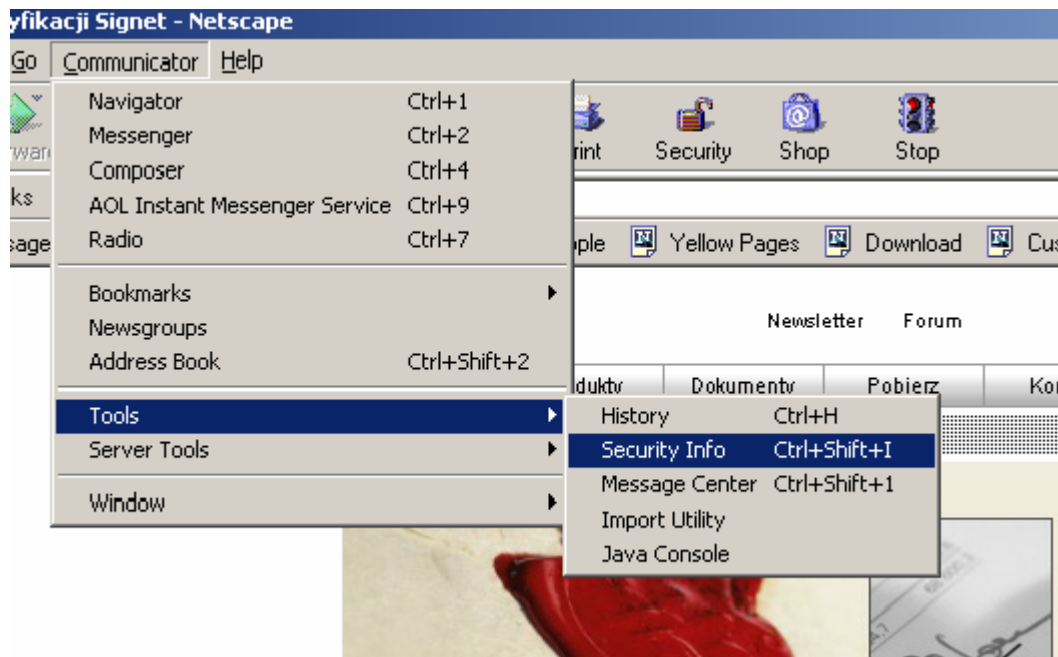 yfikacji Signet - Netscape
Go Communicator Help
Navigator Ctrl+1
Messenger Ctrl+2
Composer Ctrl+4
AOL Instant Messenger Service Ctrl+9
Radio Ctrl+7
Bookmarks
Newsgroups
Address Book Ctrl+Shift+2
Tools
Server Tools
Window
rint Security Shop Stop
ks
sage
ple Yellow Pages Download Cus
Newsletter Forum
dukty Dokumenty Pobierz Kon
History Ctrl+H
Security Info Ctrl+Shift+I
Message Center Ctrl+Shift+1
Import Utility
Java Console